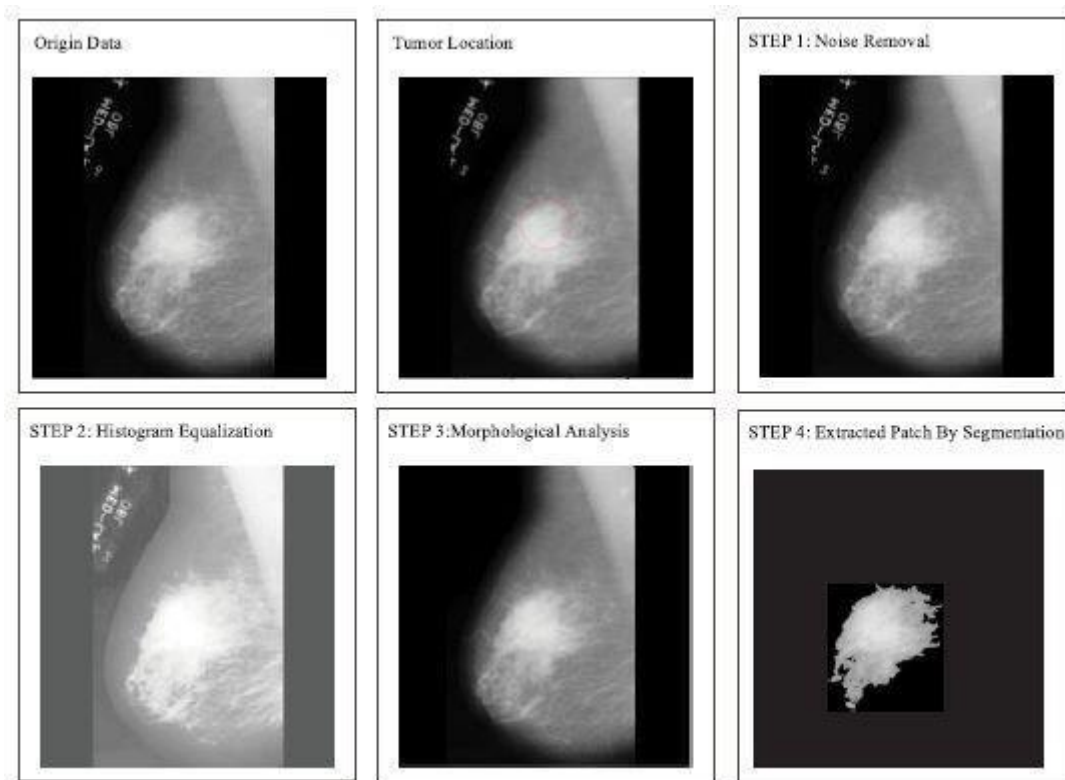 Origin Data
Tumor Location
STEP 1: Noise Removal
STEP 2: Histogram Equalization
STEP 3:Morphological Analysis
STEP 4: Extracted Patch By Segmentation